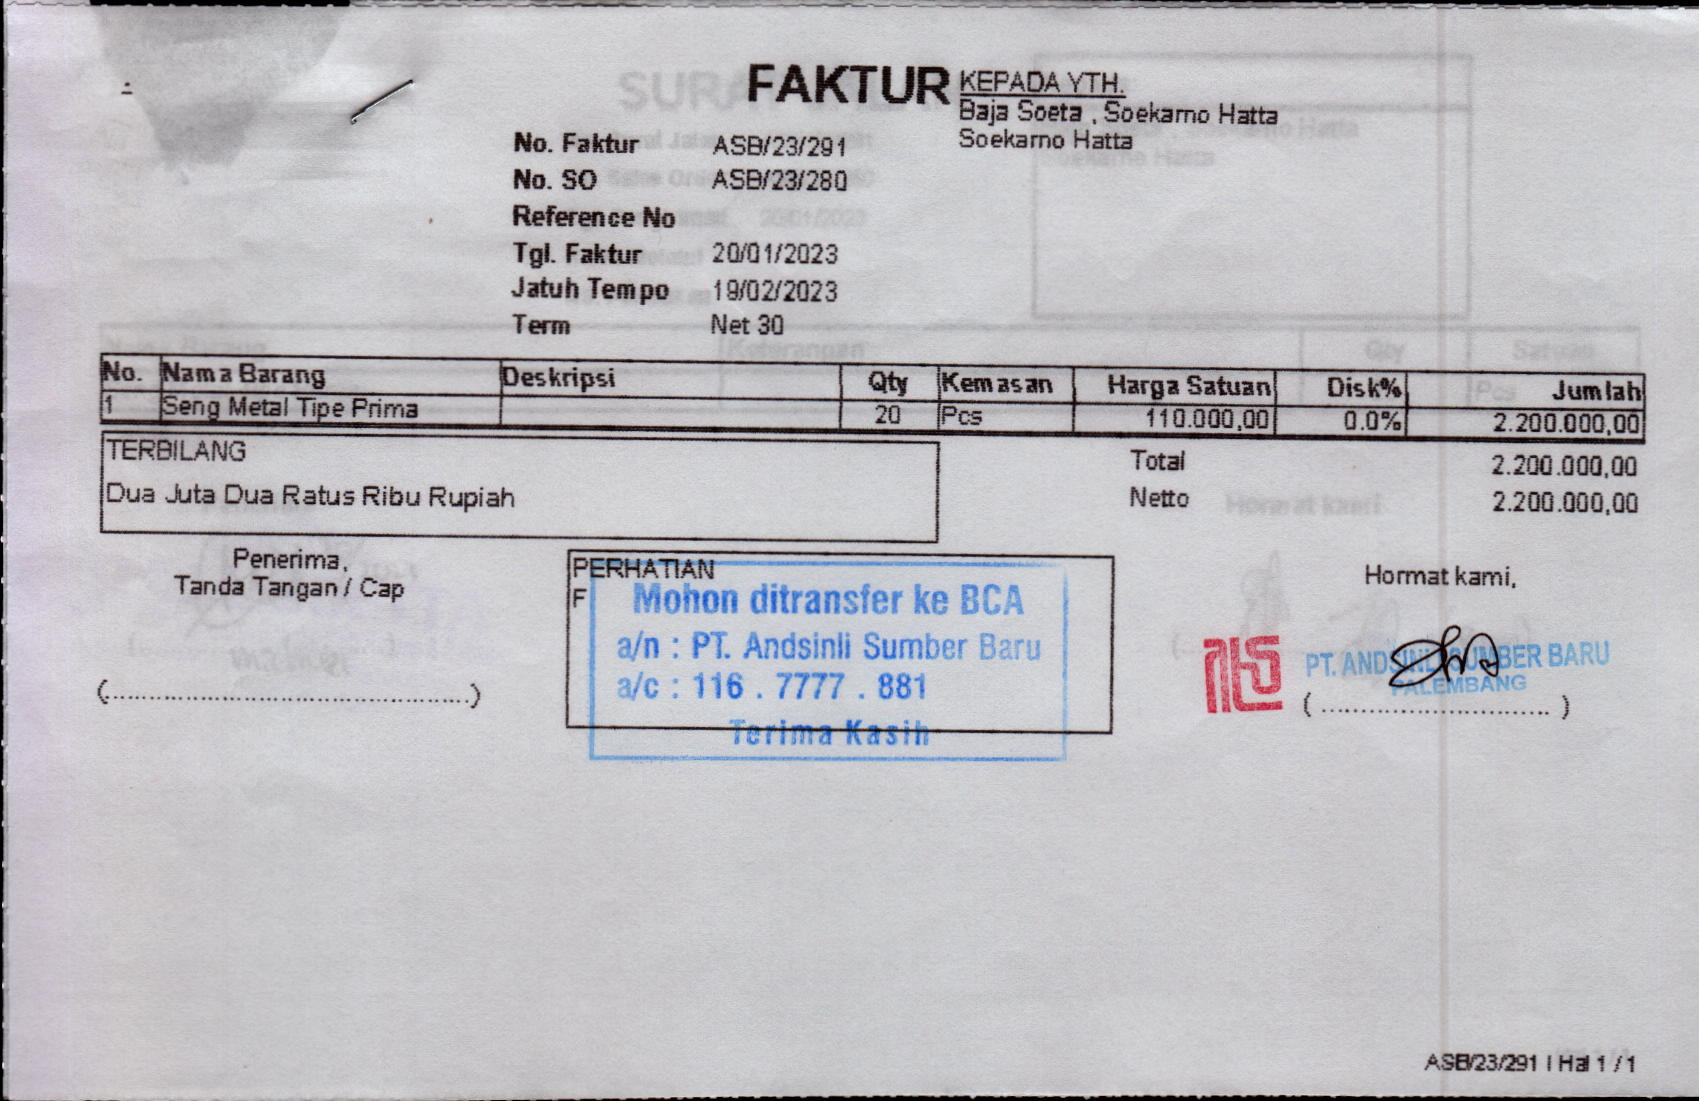 FAKTUR
KEPADA YTH.
Baja Soeta , Soekarno Hatta
Soekarno Hatta
No. Faktur ASB/23/291
No. SO ASB/23/280
Reference No
Tgl. Faktur 20/01/2023
Jatuh Tempo 19/02/2023
Term Net 30
No. Nama Barang Deskripsi Qty Kemasan Harga Satuan Disk% Jumlah
1 Seng Metal Tipe Prima 20 Pcs 110.000,00 0.0% 2.200.000,00
TERBILANG
Dua Juta Dua Ratus Ribu Rupiah
Total 2.200.000,00
Netto 2.200.000,00
Penerima,
Tanda Tangan / Cap
(..............................................)
PERHATIAN
F
Mohon ditransfer ke BCA
a/n : PT. Andsinli Sumber Baru
a/c : 116 . 7777 . 881
Terima Kasih
Hormat kami,
PT. ANDSINLI SUMBER BARU
PALEMBANG
( ............................. )
ASB/23/291 | Hal 1 / 1